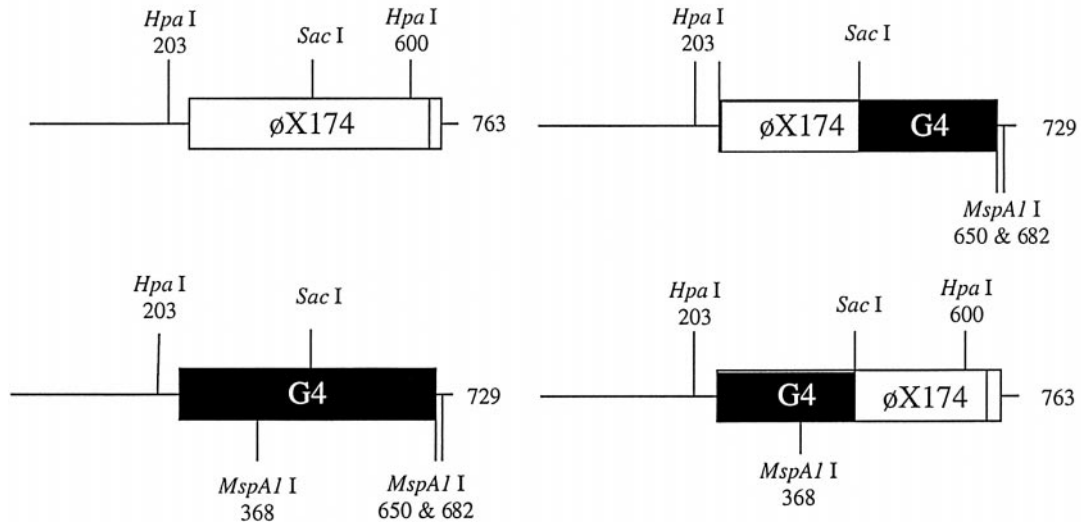 Hpa I
203
Sac I
Hpa I
600
øX174
763
Hpa I
203
Sac I
øX174
G4
729
MspA1 I
650 & 682
Hpa I
203
Sac I
G4
729
MspA1 I
368
MspA1 I
650 & 682
Hpa I
203
Sac I
Hpa I
600
G4
øX174
763
MspA1 I
368